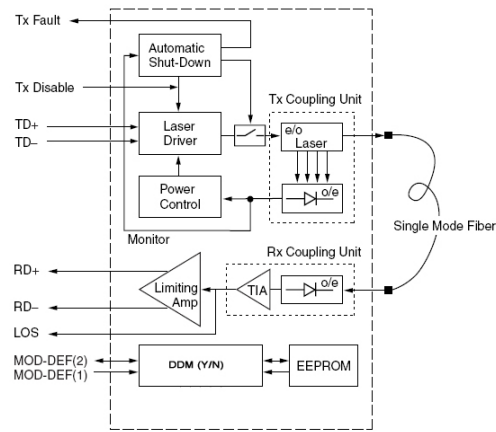 Tx Fault
Automatic
Shut-Down
Tx Disable
Tx Coupling Unit
TD+
TD–
Laser
Driver
e/o
Laser
Power
Control
o/e
Monitor
Single Mode Fiber
Rx Coupling Unit
RD+
Limiting
Amp
TIA
o/e
RD–
LOS
MOD-DEF(2)
MOD-DEF(1)
DDM (Y/N)
EEPROM